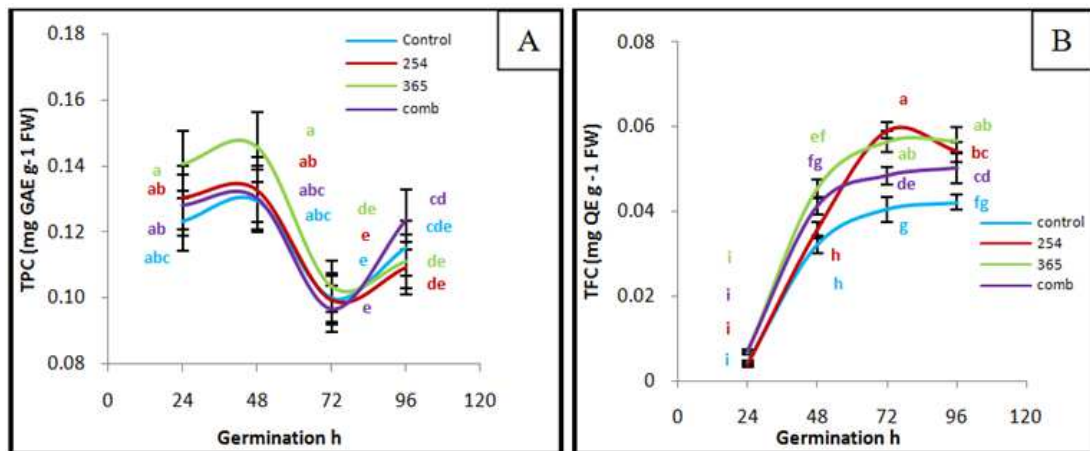 A
TPC (mg GAE g-1 FW)
0.18
0.16
0.14
0.12
0.10
0.08
0 24 48 72 96 120
Germination h
Control
254
365
comb
a
ab
ab
abc
a
ab
abc
abc
de
e
e
e
cd
cde
de
de
B
TFC (mg QE g -1 FW)
0.08
0.06
0.04
0.02
0
0 24 48 72 96 120
Germination h
control
254
365
comb
i
i
i
i
ef
fg
h
h
a
ab
de
g
ab
bc
cd
fg